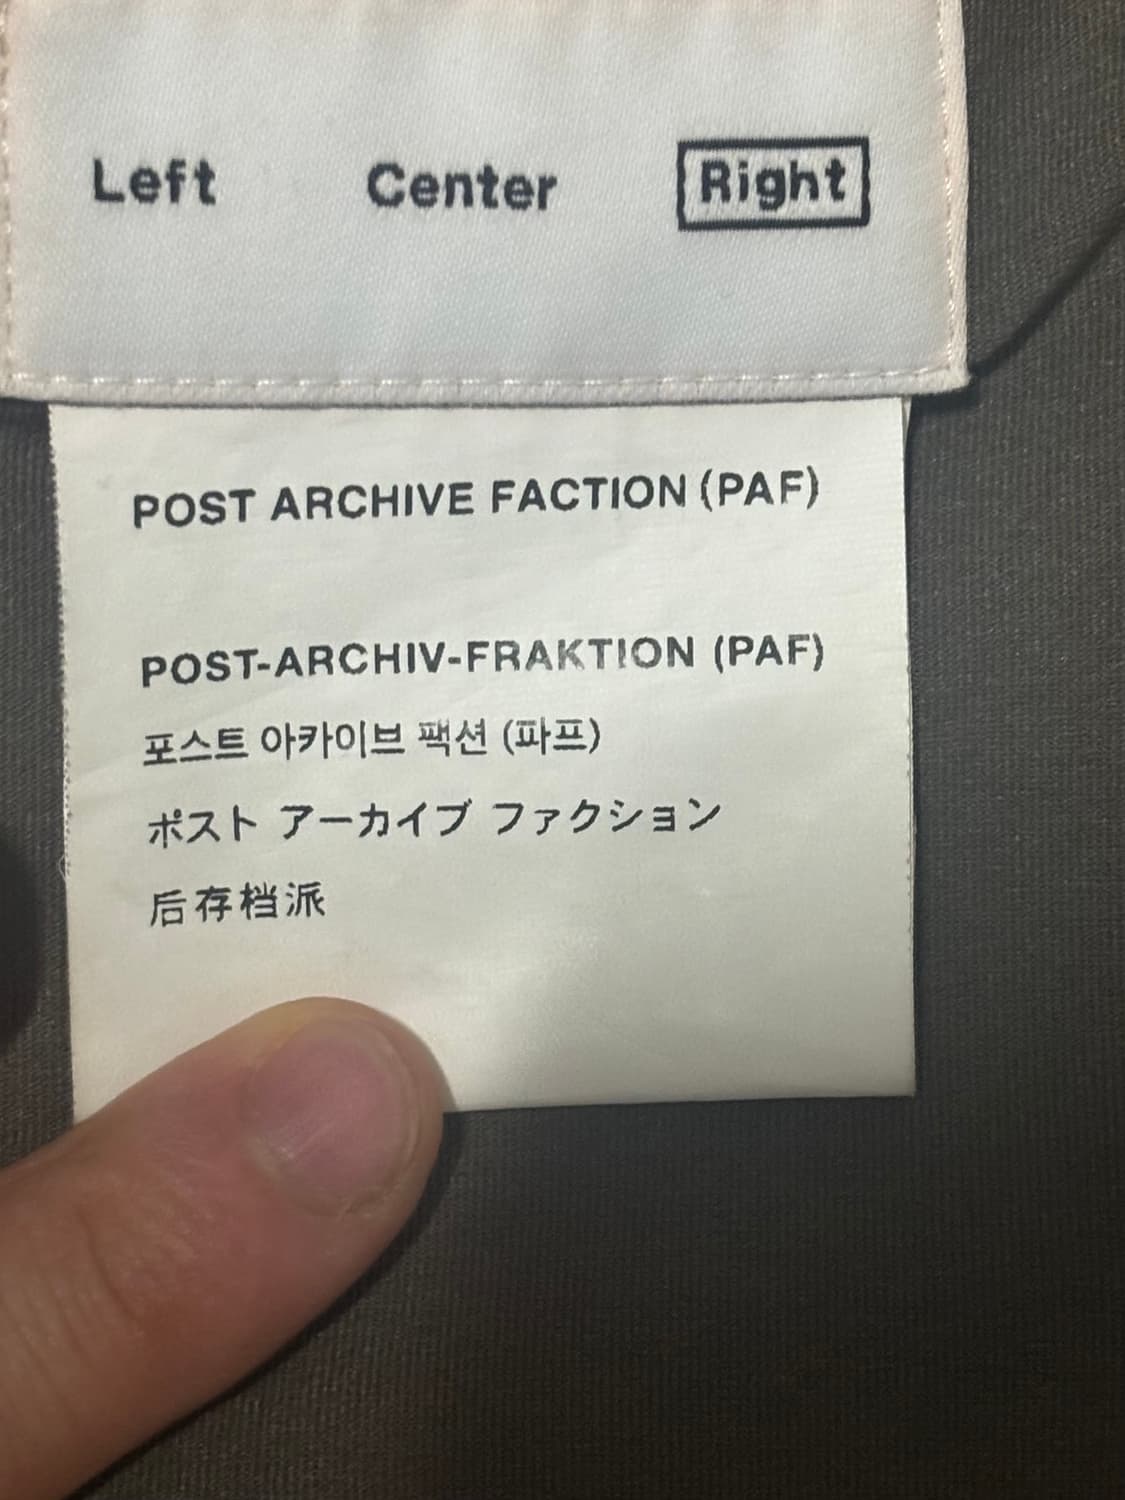 Left Center Right
POST ARCHIVE FACTION (PAF)
POST-ARCHIV-FRAKTION (PAF)
포스트 아카이브 팩션 (파프)
ポスト アーカイブ ファクション
后存档派